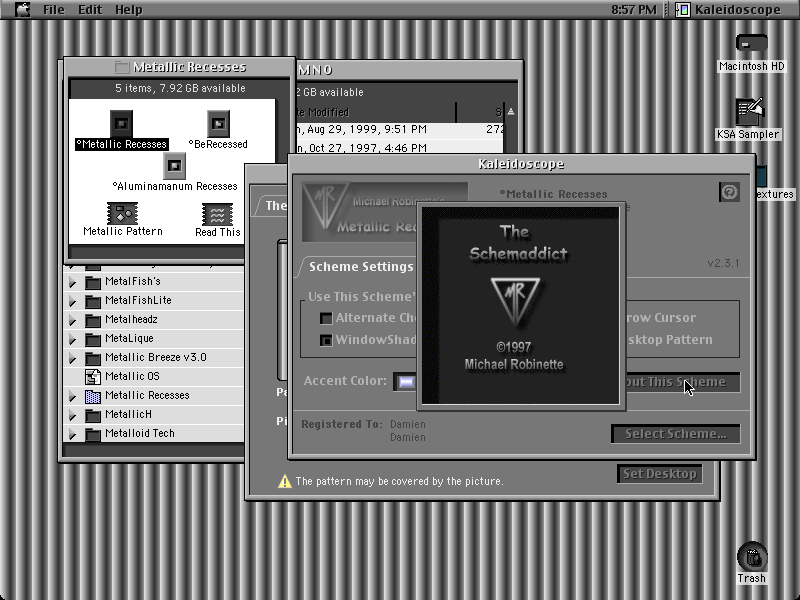 File Edit Help
8:57 PM Kaleidoscope
Macintosh HD
KSA Sampler
extures
Trash
Metallic Recesses
5 items, 7.92 GB available
°Metallic Recesses
°BeRecessed
°Aluminamanum Recesses
Metallic Pattern
Read This
M N O
2 GB available
te Modified S
n, Aug 29, 1999, 9:51 PM 272
n, Oct 27, 1997, 4:46 PM
MetalFish's
MetalFishLite
Metalheadz
MetaLique
Metallic Breeze v3.0
Metallic OS
Metallic Recesses
MetallicH
Metalloid Tech
The
Pa
Pi
The pattern may be covered by the picture.
Set Desktop
Kaleidoscope
MR
Michael Robinette
Metallic Rec
°Metallic Recesses
v2.3.1
Scheme Settings
Use This Scheme'
Alternate Ch
WindowShad
row Cursor
sktop Pattern
Accent Color:
out This Scheme
Registered To: Damien
Damien
Select Scheme...
The
Schemaddict
MR
©1997
Michael Robinette